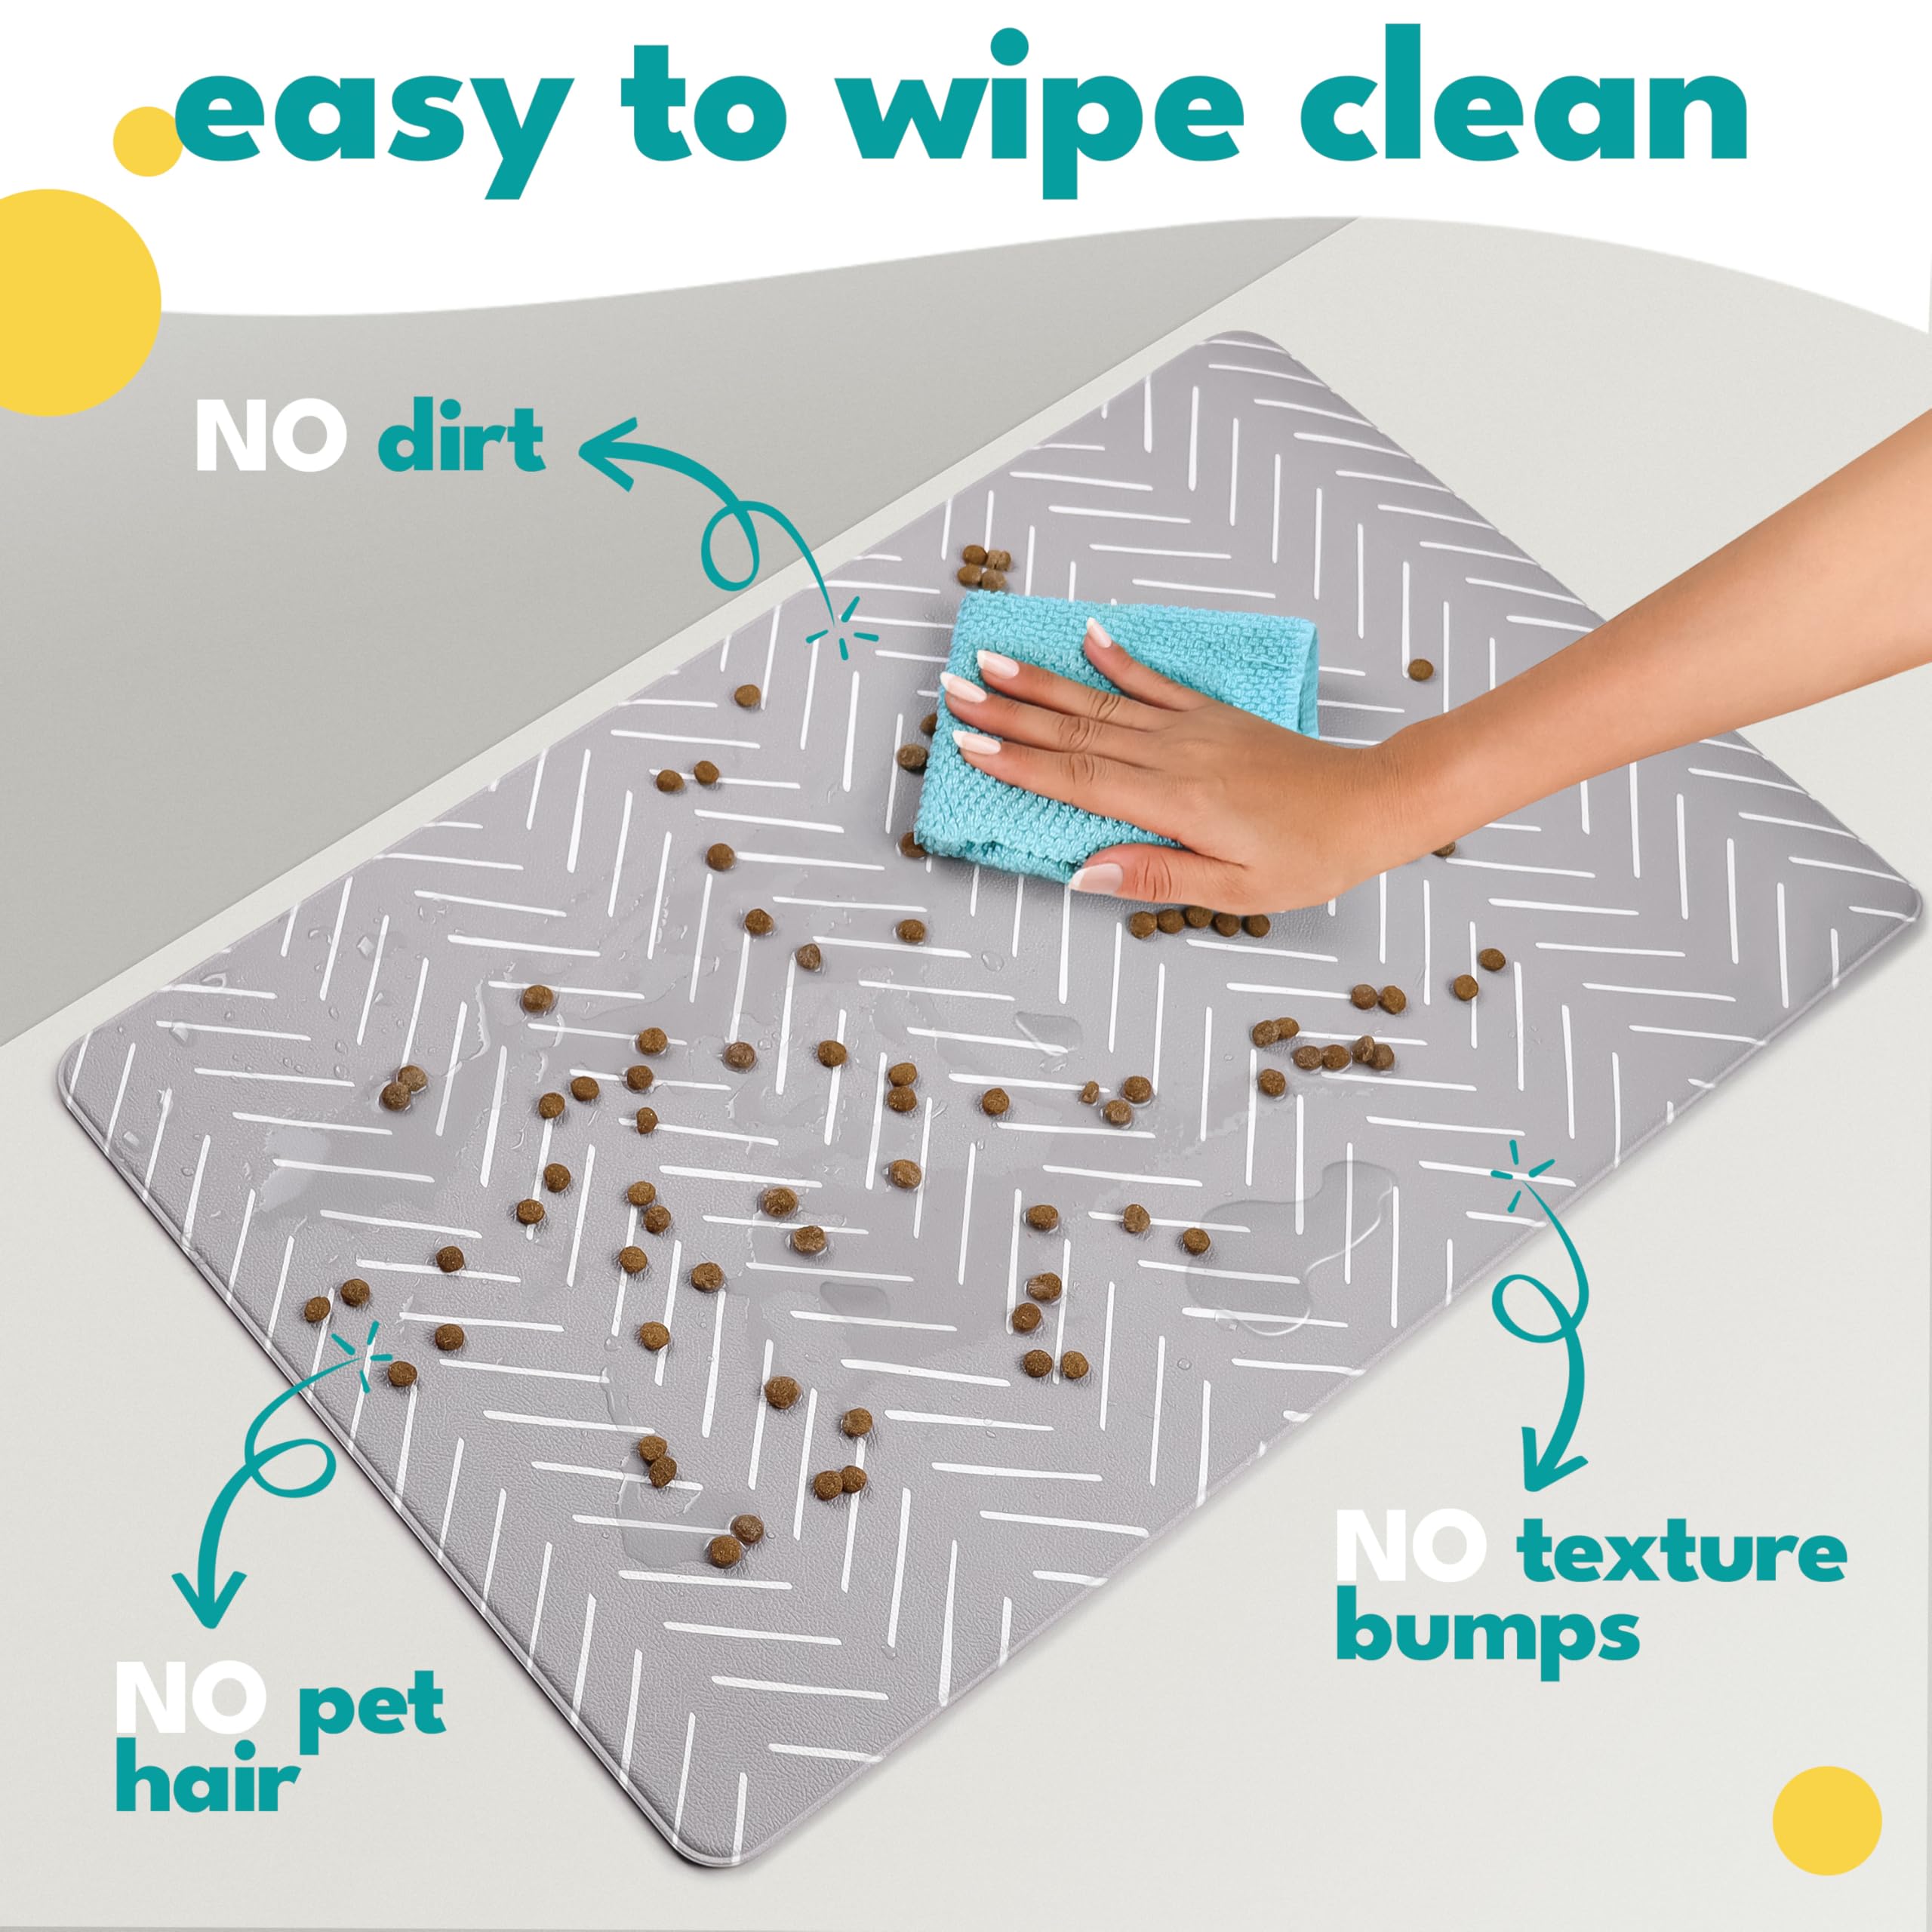 easy to wipe clean
NO dirt
NO texture
bumps
NO pet
hair